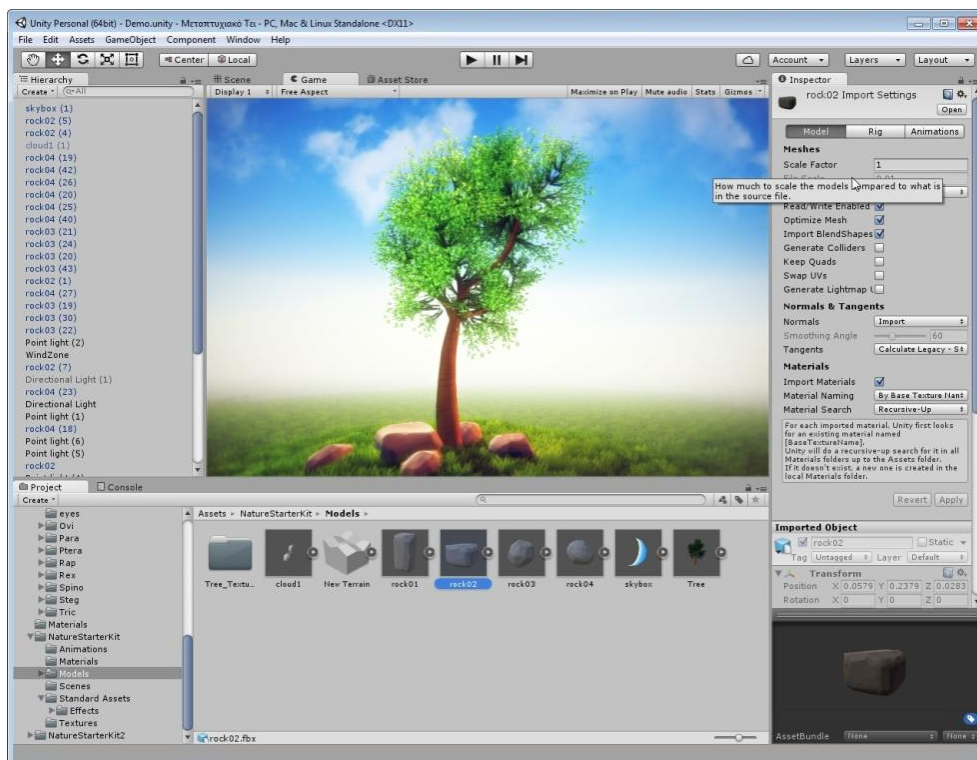 Unity Personal (64bit) - Demo.unity - Μεταπτυχιακό Τει - PC, Mac & Linux Standalone <DX11>
File Edit Assets GameObject Component Window Help
Center Local Account Layers Layout
Hierarchy
Create All
skybox (1)
rock02 (5)
rock02 (4)
cloud1 (1)
rock04 (19)
rock04 (42)
rock04 (26)
rock04 (20)
rock04 (25)
rock04 (40)
rock03 (21)
rock03 (24)
rock03 (20)
rock03 (43)
rock02 (1)
rock04 (27)
rock03 (19)
rock03 (30)
rock03 (22)
Point light (2)
WindZone
rock02 (7)
Directional Light (1)
rock04 (23)
Directional Light
Point light (1)
rock04 (18)
Point light (6)
Point light (5)
rock02
Scene Game Asset Store
Display 1 Free Aspect Maximize on Play Mute audio Stats Gizmos
Inspector
rock02 Import Settings
Open
Model Rig Animations
Meshes
Scale Factor 1
How much to scale the models compared to what is
in the source file.
Read/Write Enabled
Optimize Mesh
Import BlendShapes
Generate Colliders
Keep Quads
Swap UVs
Generate Lightmap U
Normals & Tangents
Normals Import
Smoothing Angle 60
Tangents Calculate Legacy - S
Materials
Import Materials
Material Naming By Base Texture Nam
Material Search Recursive-Up
For each imported material, Unity first looks
for an existing material named
[BaseTextureName].
Unity will do a recursive-up search for it in all
Materials folders up to the Assets folder.
If it doesn't exist, a new one is created in the
local Materials folder.
Revert Apply
Imported Object
rock02 Static
Tag Untagged Layer Default
Transform
Position X 0.0579 Y 0.2379 Z 0.0283
Rotation X 0 Y 0 Z 0
AssetBundle None None
Project Console
Create
eyes
Ovi
Para
Ptera
Rap
Rex
Spino
Steg
Tric
Materials
NatureStarterKit
Animations
Materials
Models
Scenes
Standard Assets
Effects
Textures
NatureStarterKit2
Assets NatureStarterKit Models
Tree_Textu... cloud1 New Terrain rock01 rock02 rock03 rock04 skybox Tree
rock02.fbx